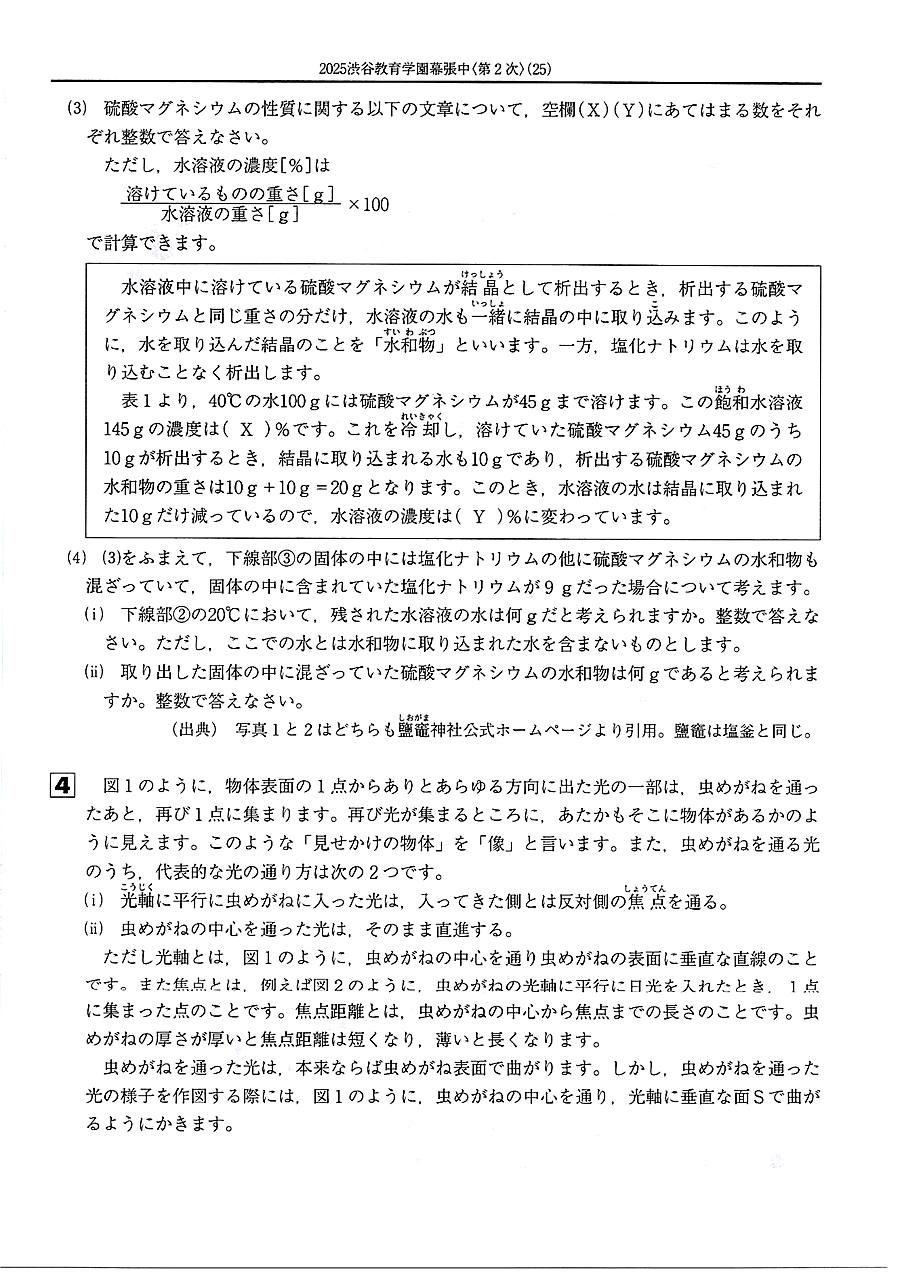 2025渋谷教育学園幕張中〈第2次〉(25)
(3) 硫酸マグネシウムの性質に関する以下の文章について，空欄(X)(Y)にあてはまる数をそれ
ぞれ整数で答えなさい。
ただし，水溶液の濃度[％]は
溶けているものの重さ[g]
水溶液の重さ[g]
×100
で計算できます。
けっしょう
水溶液中に溶けている硫酸マグネシウムが結晶として析出するとき，析出する硫酸マ
いっしょ こ
グネシウムと同じ重さの分だけ，水溶液の水も一緒に結晶の中に取り込みます。このよう
すいわぶつ
に，水を取り込んだ結晶のことを「水和物」といいます。一方，塩化ナトリウムは水を取
り込むことなく析出します。
ほうわ
表1より，40℃の水100gには硫酸マグネシウムが45gまで溶けます。この飽和水溶液
れいきゃく
145gの濃度は( X )％です。これを冷却し，溶けていた硫酸マグネシウム45gのうち
10gが析出するとき，結晶に取り込まれる水も10gであり，析出する硫酸マグネシウムの
水和物の重さは10g＋10g＝20gとなります。このとき，水溶液の水は結晶に取り込まれ
た10gだけ減っているので，水溶液の濃度は( Y )％に変わっています。
(4) (3)をふまえて，下線部③の固体の中には塩化ナトリウムの他に硫酸マグネシウムの水和物も
混ざっていて，固体の中に含まれていた塩化ナトリウムが9gだった場合について考えます。
(i) 下線部②の20℃において，残された水溶液の水は何gだと考えられますか。整数で答えな
さい。ただし，ここでの水とは水和物に取り込まれた水を含まないものとします。
(ii) 取り出した固体の中に混ざっていた硫酸マグネシウムの水和物は何gであると考えられま
すか。整数で答えなさい。
しおがま
(出典) 写真1と2はどちらも鹽竈神社公式ホームページより引用。鹽竈は塩釜と同じ。
4 図1のように，物体表面の1点からありとあらゆる方向に出た光の一部は，虫めがねを通っ
たあと，再び1点に集まります。再び光が集まるところに，あたかもそこに物体があるかのよ
うに見えます。このような「見せかけの物体」を「像」と言います。また，虫めがねを通る光
のうち，代表的な光の通り方は次の2つです。
こうじく しょうてん
(i) 光軸に平行に虫めがねに入った光は，入ってきた側とは反対側の焦点を通る。
(ii) 虫めがねの中心を通った光は，そのまま直進する。
ただし光軸とは，図1のように，虫めがねの中心を通り虫めがねの表面に垂直な直線のこと
です。また焦点とは，例えば図2のように，虫めがねの光軸に平行に日光を入れたとき，1点
に集まった点のことです。焦点距離とは，虫めがねの中心から焦点までの長さのことです。虫
めがねの厚さが厚いと焦点距離は短くなり，薄いと長くなります。
虫めがねを通った光は，本来ならば虫めがね表面で曲がります。しかし，虫めがねを通った
光の様子を作図する際には，図1のように，虫めがねの中心を通り，光軸に垂直な面Sで曲が
るようにかきます。